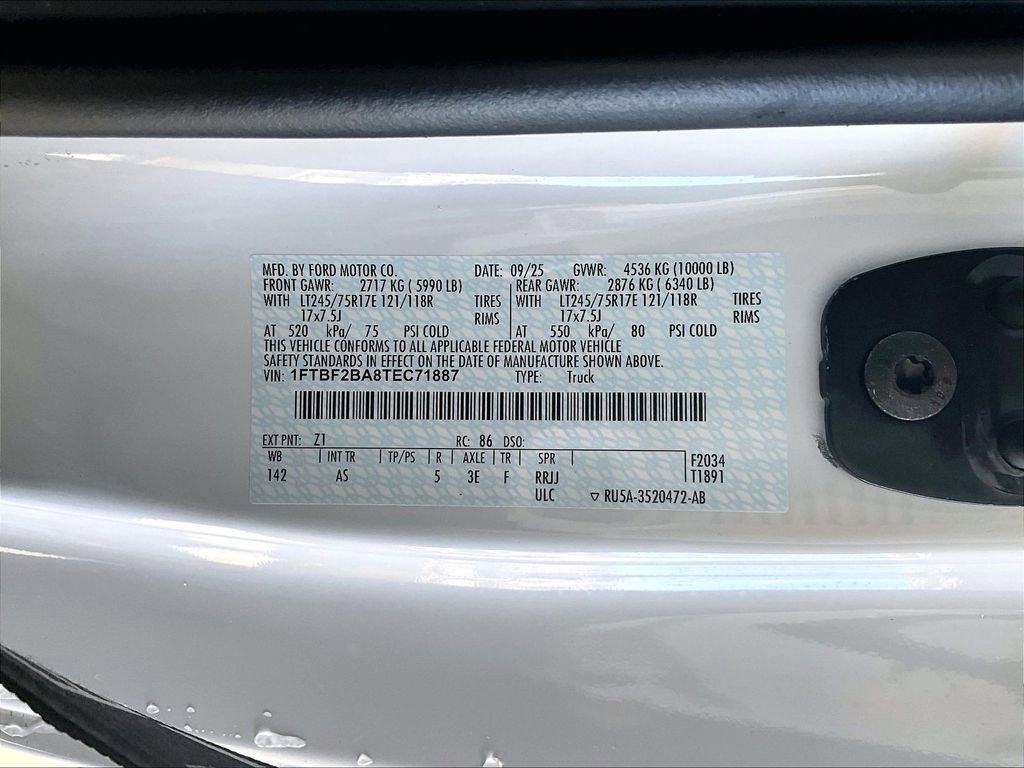 MFD. BY FORD MOTOR CO. DATE: 09/25 GVWR: 4536 KG (10000 LB)
FRONT GAWR: 2717 KG ( 5990 LB) REAR GAWR: 2876 KG ( 6340 LB)
WITH LT245/75R17E 121/118R TIRES WITH LT245/75R17E 121/118R TIRES
17x7.5J RIMS 17x7.5J RIMS
AT 520 kPa/ 75 PSI COLD AT 550 kPa/ 80 PSI COLD
THIS VEHICLE CONFORMS TO ALL APPLICABLE FEDERAL MOTOR VEHICLE
SAFETY STANDARDS IN EFFECT ON THE DATE OF MANUFACTURE SHOWN ABOVE.
VIN: 1FTBF2BA8TEC71887 TYPE: Truck
EXT PNT: Z1 RC: 86 DSO:
WB INT TR TP/PS R AXLE TR SPR F2034
142 AS 5 3E F RRJJ T1891
ULC RU5A-3520472-AB